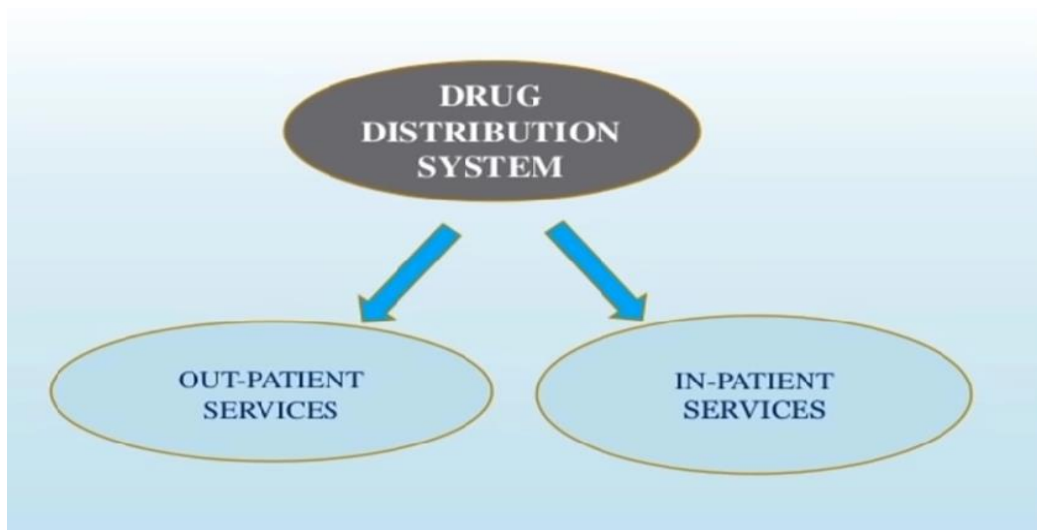 DRUG
DISTRIBUTION
SYSTEM
OUT-PATIENT
SERVICES
IN-PATIENT
SERVICES